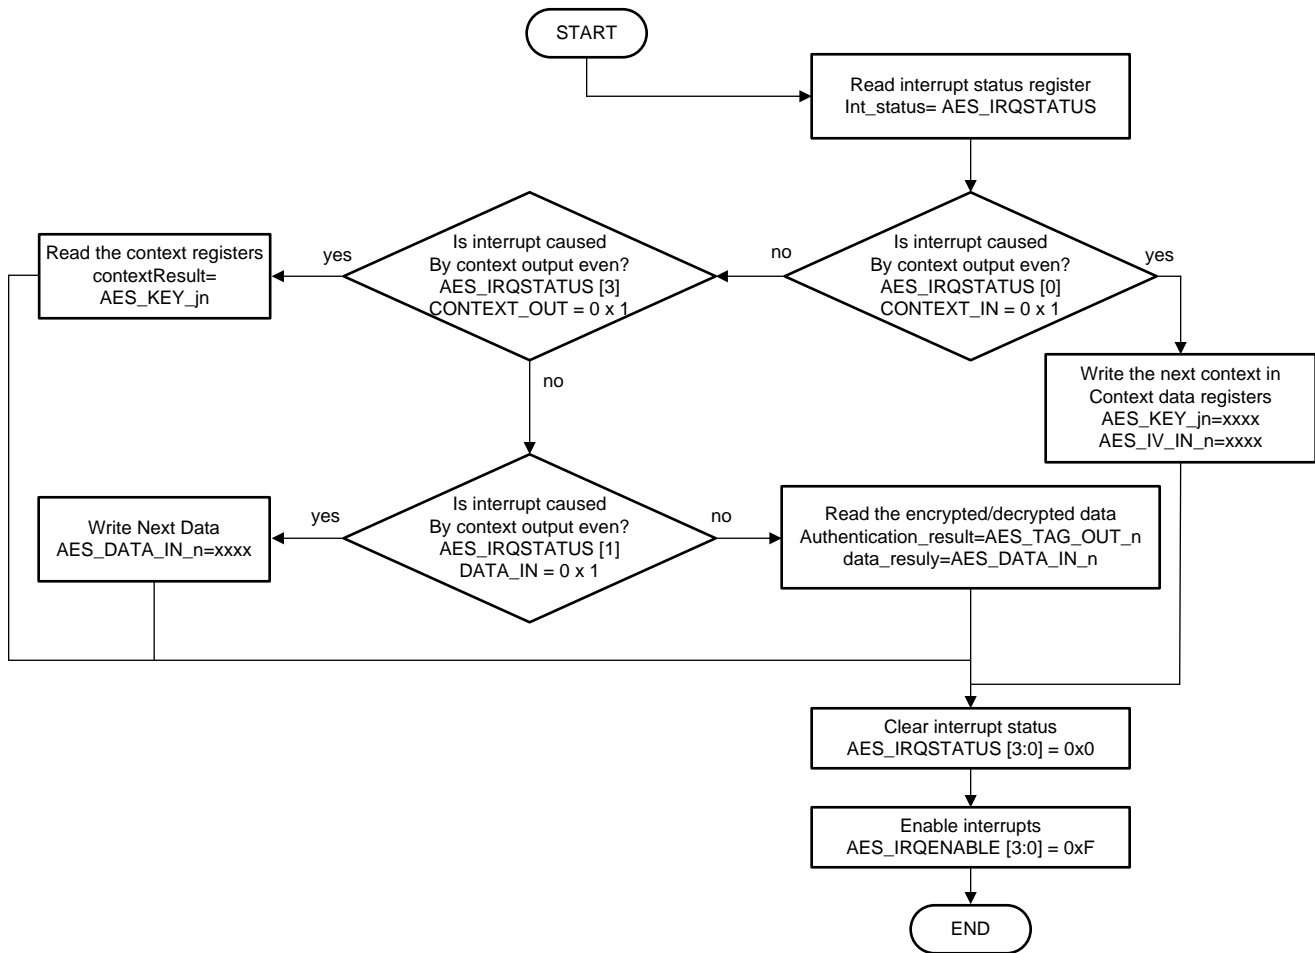 START
Read interrupt status register
Int_status= AES_IRQSTATUS
Is interrupt caused
By context output even?
AES_IRQSTATUS [0]
CONTEXT_IN = 0 x 1
no
yes
Is interrupt caused
By context output even?
AES_IRQSTATUS [3]
CONTEXT_OUT = 0 x 1
yes
no
Read the context registers
contextResult=
AES_KEY_jn
Write the next context in
Context data registers
AES_KEY_jn=xxxx
AES_IV_IN_n=xxxx
Is interrupt caused
By context output even?
AES_IRQSTATUS [1]
DATA_IN = 0 x 1
yes
no
Write Next Data
AES_DATA_IN_n=xxxx
Read the encrypted/decrypted data
Authentication_result=AES_TAG_OUT_n
data_resuly=AES_DATA_IN_n
Clear interrupt status
AES_IRQSTATUS [3:0] = 0x0
Enable interrupts
AES_IRQENABLE [3:0] = 0xF
END